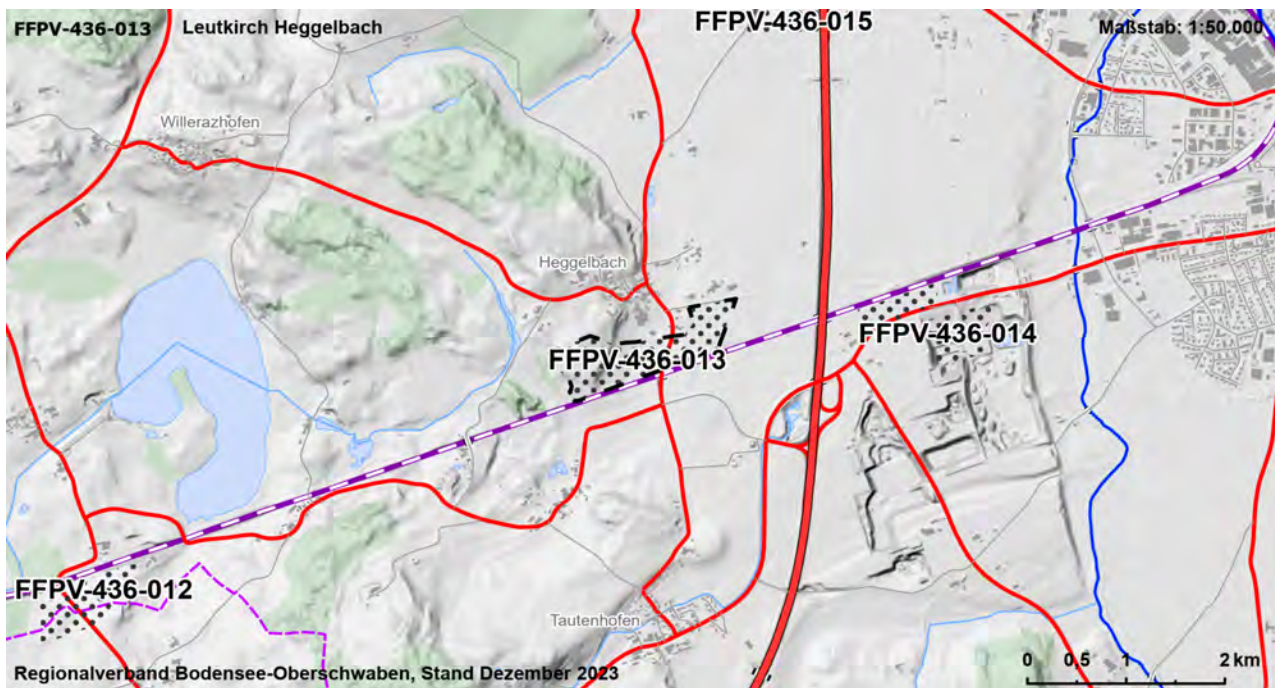 FFPV-436-013 Leutkirch Heggelbach FFPV-436-015 Maßstab: 1:50.000
Willerazhofen
Heggelbach
FFPV-436-014
FFPV-436-013
FFPV-436-012
Tautenhofen
Regionalverband Bodensee-Oberschwaben, Stand Dezember 2023
0 0,5 1 2 km